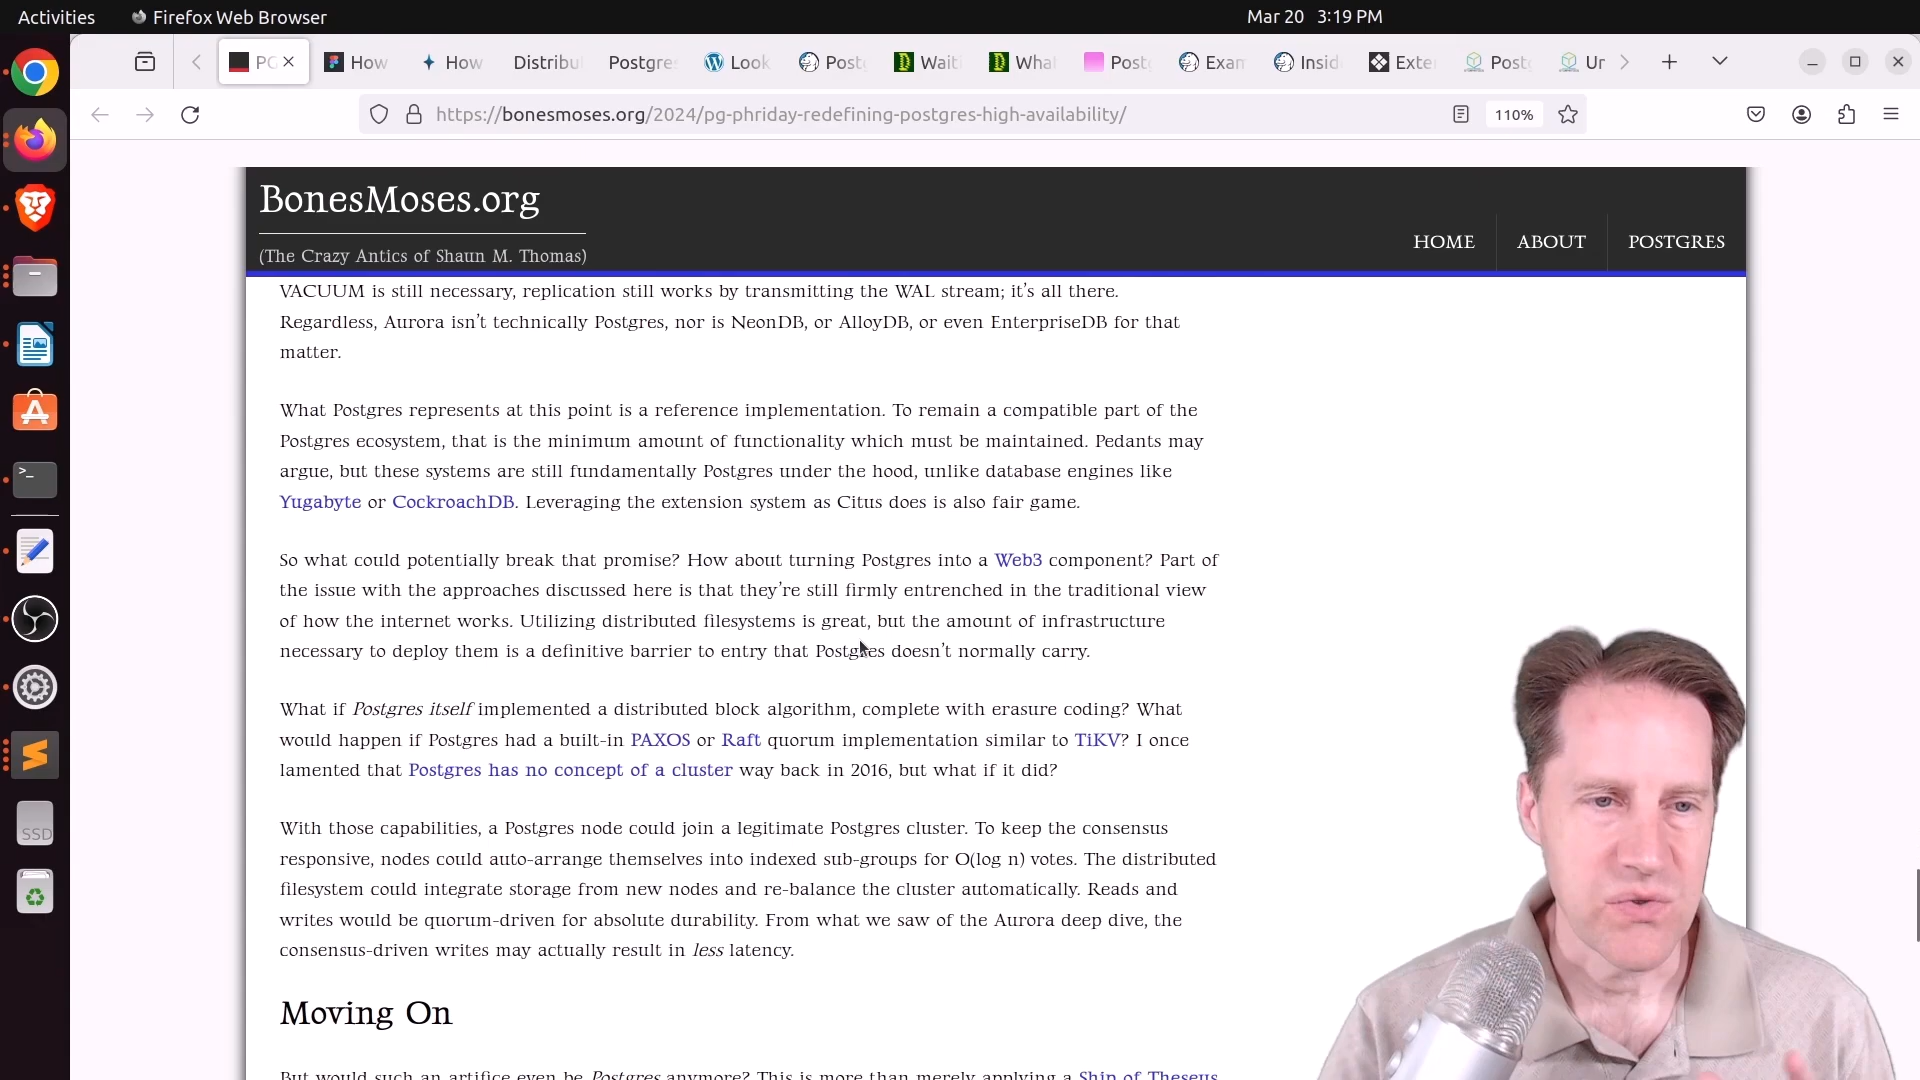 Activities
Firefox Web Browser
Mar 20 3:19 PM
PG
How
How
Distribu
Postgre
Look
Post
Wait
What
Post
Exam
Insid
Exte
Post
Ur
https://bonesmoses.org/2024/pg-phriday-redefining-postgres-high-availability/
110%
BonesMoses.org
(The Crazy Antics of Shaun M. Thomas)
HOME
ABOUT
POSTGRES
VACUUM is still necessary, replication still works by transmitting the WAL stream; it's all there.
Regardless, Aurora isn't technically Postgres, nor is NeonDB, or AlloyDB, or even EnterpriseDB for that
matter.
What Postgres represents at this point is a reference implementation. To remain a compatible part of the
Postgres ecosystem, that is the minimum amount of functionality which must be maintained. Pedants may
argue, but these systems are still fundamentally Postgres under the hood, unlike database engines like
Yugabyte or CockroachDB. Leveraging the extension system as Citus does is also fair game.
So what could potentially break that promise? How about turning Postgres into a Web3 component? Part of
the issue with the approaches discussed here is that they're still firmly entrenched in the traditional view
of how the internet works. Utilizing distributed filesystems is great, but the amount of infrastructure
necessary to deploy them is a definitive barrier to entry that Postgres doesn't normally carry.
What if Postgres itself implemented a distributed block algorithm, complete with erasure coding? What
would happen if Postgres had a built-in PAXOS or Raft quorum implementation similar to TiKV? I once
lamented that Postgres has no concept of a cluster way back in 2016, but what if it did?
With those capabilities, a Postgres node could join a legitimate Postgres cluster. To keep the consensus
responsive, nodes could auto-arrange themselves into indexed sub-groups for O(log n) votes. The distributed
filesystem could integrate storage from new nodes and re-balance the cluster automatically. Reads and
writes would be quorum-driven for absolute durability. From what we saw of the Aurora deep dive, the
consensus-driven writes may actually result in less latency.
Moving On
But would such an artifice even be Postgres anymore? This is more than merely applying a Ship of Theseus
SSD